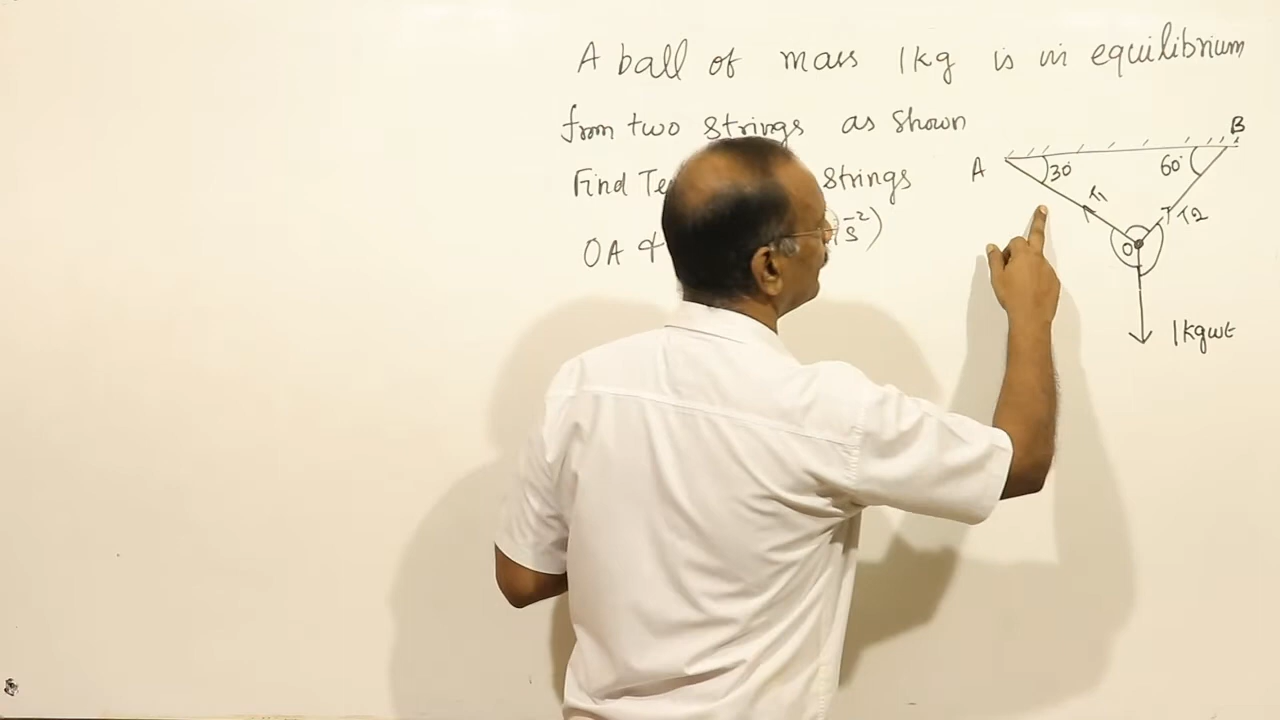 A ball of mass 1kg is in equilibrium
from two strings as shown
Find strings
OA &
s⁻²)
A
B
30°
60°
T1
T2
O
1kgwt